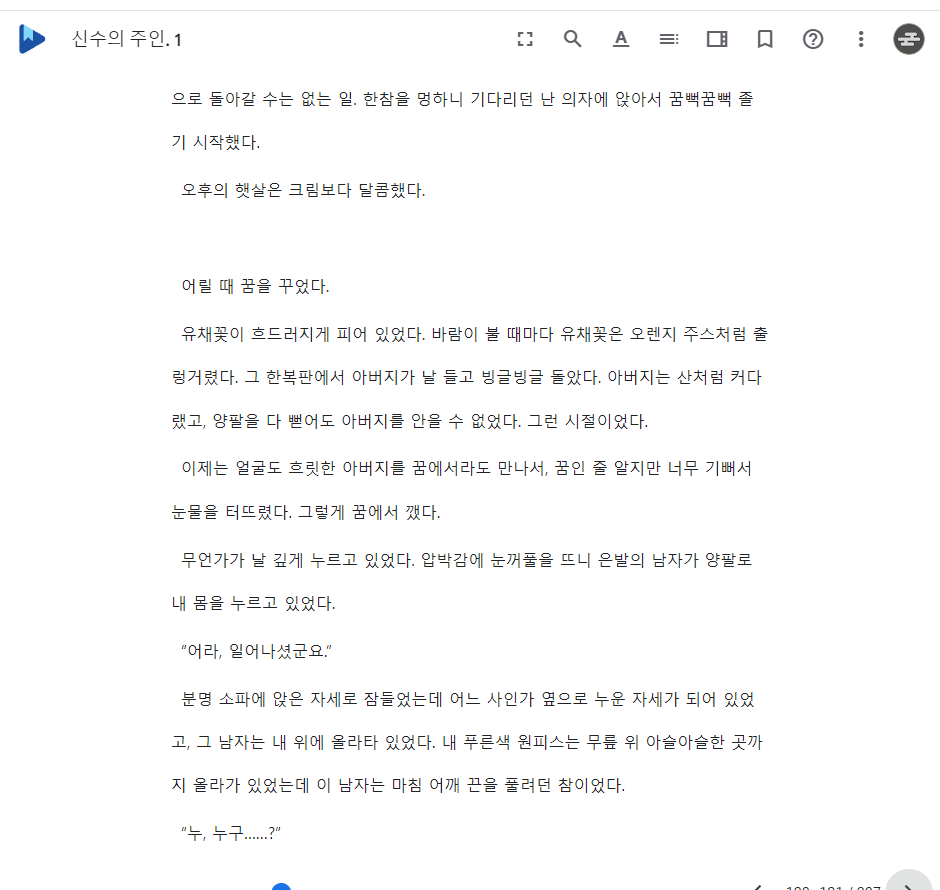 신수의 주인. 1
으로 돌아갈 수는 없는 일. 한참을 멍하니 기다리던 난 의자에 앉아서 꿈뻑꿈뻑 졸
기 시작했다.
오후의 햇살은 크림보다 달콤했다.
어릴 때 꿈을 꾸었다.
유채꽃이 흐드러지게 피어 있었다. 바람이 불 때마다 유채꽃은 오렌지 주스처럼 출
렁거렸다. 그 한복판에서 아버지가 날 들고 빙글빙글 돌았다. 아버지는 산처럼 커다
랬고, 양팔을 다 뻗어도 아버지를 안을 수 없었다. 그런 시절이었다.
이제는 얼굴도 흐릿한 아버지를 꿈에서라도 만나서, 꿈인 줄 알지만 너무 기뻐서
눈물을 터뜨렸다. 그렇게 꿈에서 깼다.
무언가가 날 깊게 누르고 있었다. 압박감에 눈꺼풀을 뜨니 은발의 남자가 양팔로
내 몸을 누르고 있었다.
“어라, 일어나셨군요.”
분명 소파에 앉은 자세로 잠들었는데 어느 사인가 옆으로 누운 자세가 되어 있었
고, 그 남자는 내 위에 올라타 있었다. 내 푸른색 원피스는 무릎 위 아슬아슬한 곳까
지 올라가 있었는데 이 남자는 마침 어깨 끈을 풀려던 참이었다.
“누, 누구……?”